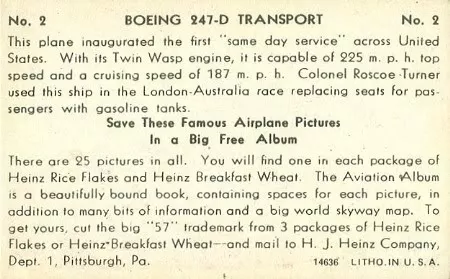 No. 2 BOEING 247-D TRANSPORT No. 2
This plane inaugurated the first "same day service" across United
States. With its Twin Wasp engine, it is capable of 225 m. p. h. top
speed and a cruising speed of 187 m. p. h. Colonel Roscoe Turner
used this ship in the London-Australia race replacing seats for pas-
sengers with gasoline tanks.
Save These Famous Airplane Pictures
In a Big Free Album
There are 25 pictures in all. You will find one in each package of
Heinz Rice Flakes and Heinz Breakfast Wheat. The Aviation Album
is a beautifully bound book, containing spaces for each picture, in
addition to many bits of information and a big world skyway map. To
get yours, cut the big "57" trademark from 3 packages of Heinz Rice
Flakes or Heinz Breakfast Wheat—and mail to H. J. Heinz Company,
Dept. 1, Pittsburgh, Pa. 14636 LITHO. IN U. S. A.